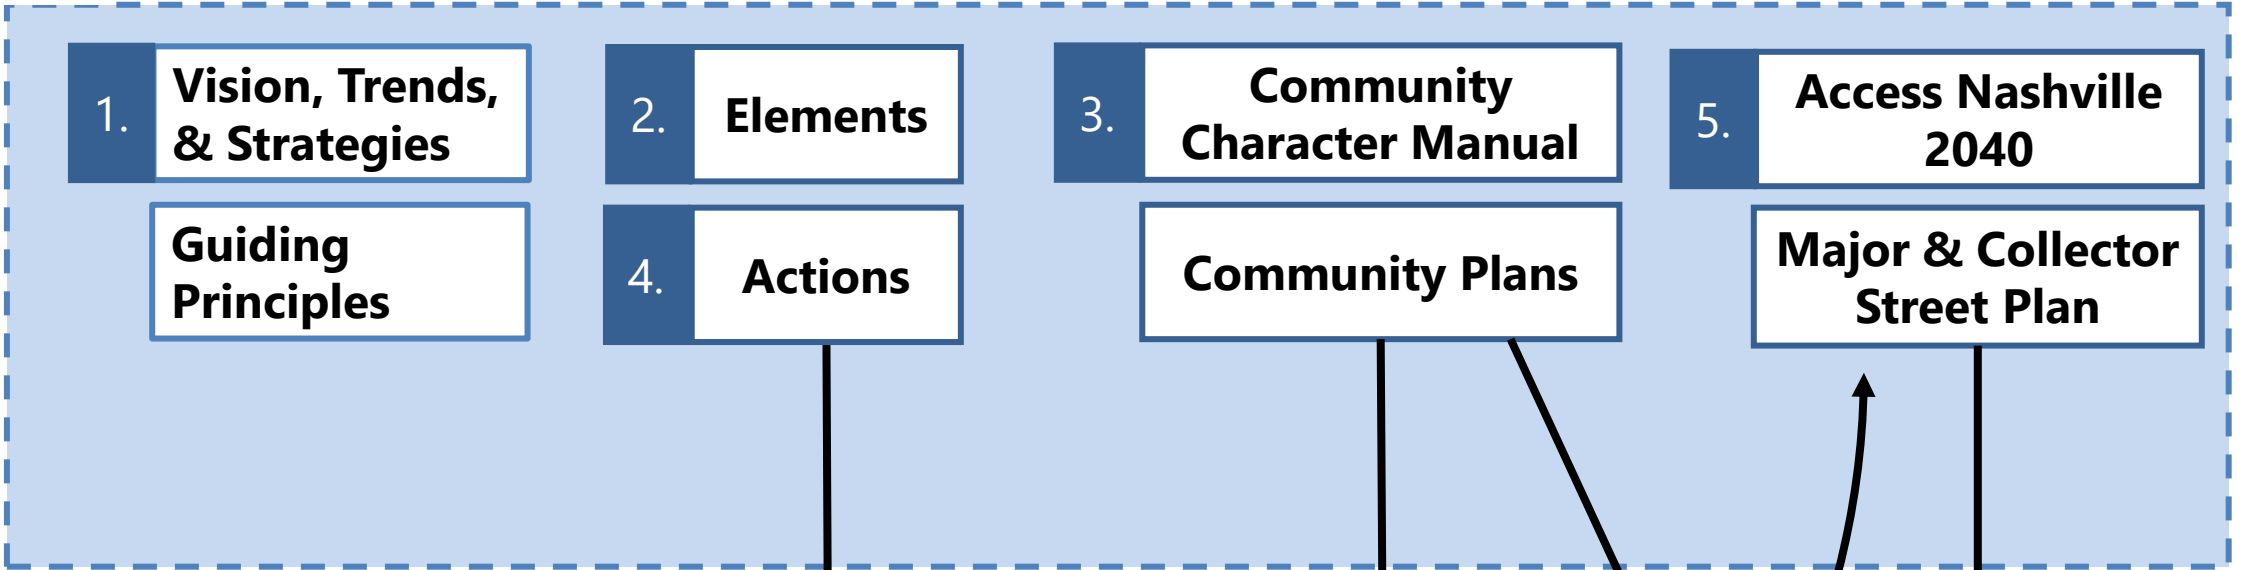 1.
Vision, Trends,
& Strategies
Guiding
Principles
2.
Elements
4.
Actions
3.
Community
Character Manual
Community Plans
5.
Access Nashville
2040
Major & Collector
Street Plan